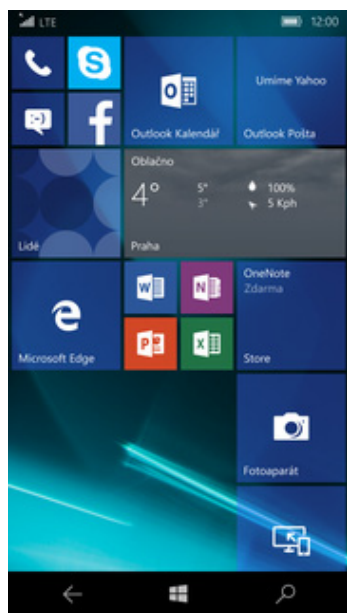 LTE
12:00
Umíme Yahoo
Outlook Kalendář
Outlook Pošta
Oblačno
4°
5°
3°
100%
5 Kph
Lidé
Praha
OneNote
Zdarma
Microsoft Edge
Store
Fotoaparát